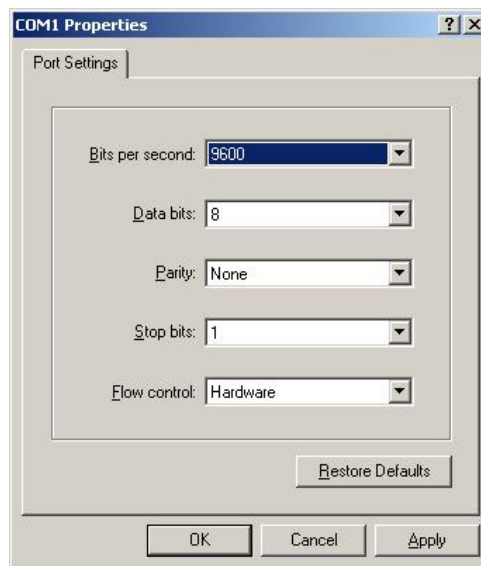 COM1 Properties
Port Settings
Bits per second: 9600
Data bits: 8
Parity: None
Stop bits: 1
Flow control: Hardware
Restore Defaults
OK Cancel Apply